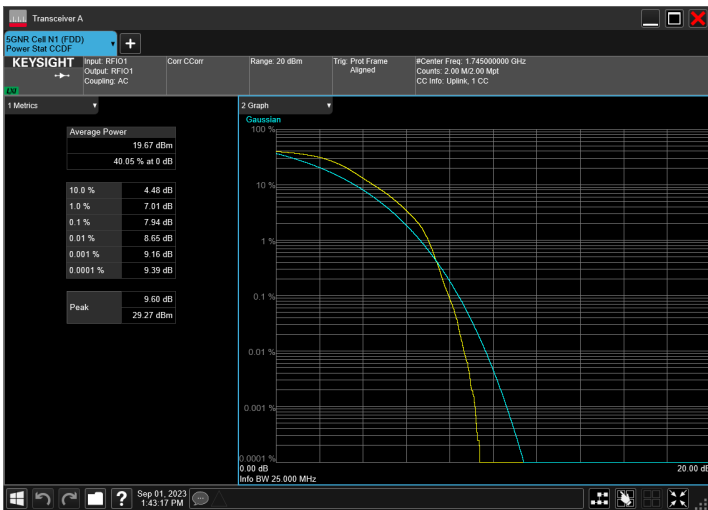 Transceiver A
5GNR Cell N1 (FDD)
Power Stat CCDF
+
KEYSIGHT
Input: RFIO1
Output: RFIO1
Coupling: AC
Corr CCorr
Range: 20 dBm
Trig: Prot Frame
Aligned
#Center Freq: 1.745000000 GHz
Counts: 2.00 M/2.00 Mpt
CC Info: Uplink, 1 CC
1 Metrics
Average Power
19.67 dBm
40.05 % at 0 dB
10.0 % 4.48 dB
1.0 % 7.01 dB
0.1 % 7.94 dB
0.01 % 8.65 dB
0.001 % 9.16 dB
0.0001 % 9.39 dB
Peak
9.60 dB
29.27 dBm
2 Graph
Gaussian
100 %
10 %
1 %
0.1 %
0.01 %
0.001 %
0.0001 %
0.00 dB
20.00 dB
Info BW 25.000 MHz
?
Sep 01, 2023
1:43:17 PM